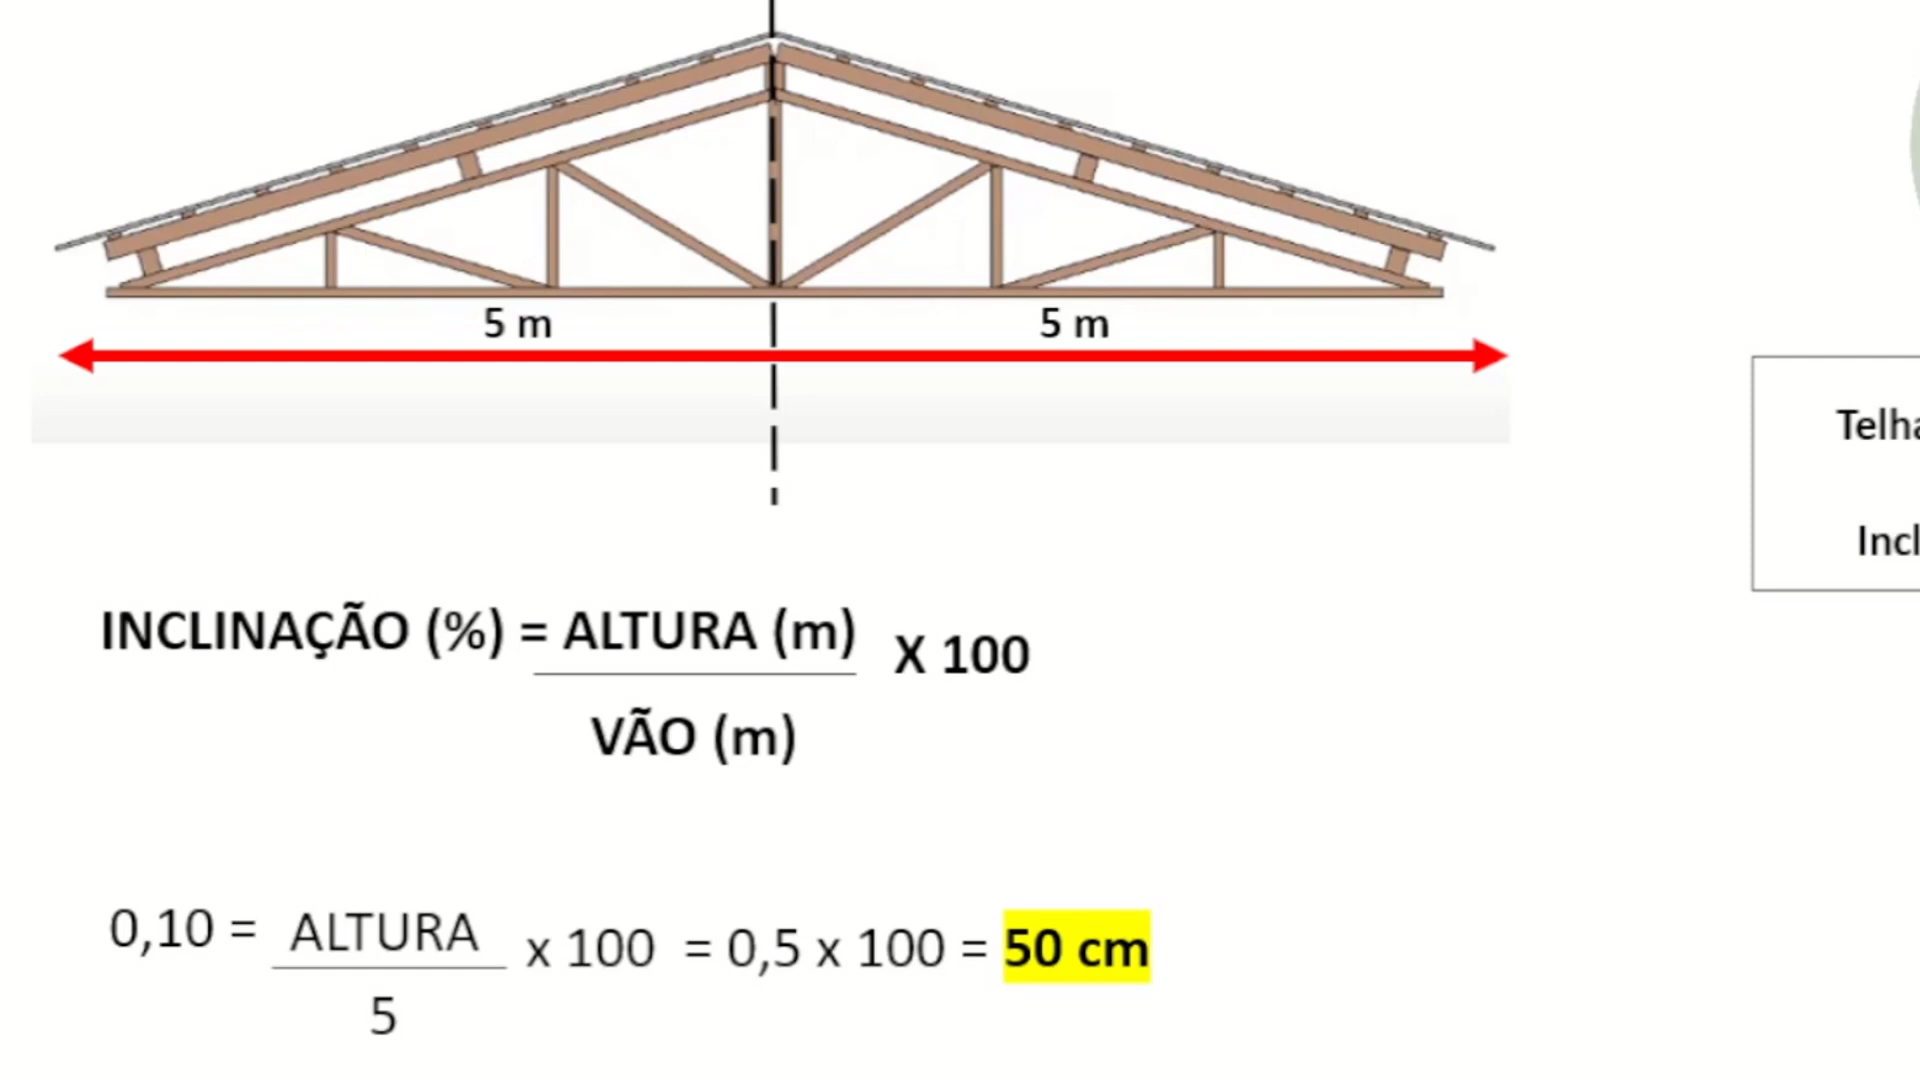 5 m 5 m
Telha
Incl
INCLINAÇÃO (%) = ALTURA (m) X 100
VÃO (m)
0,10 = ALTURA x 100 = 0,5 x 100 = 50 cm
5